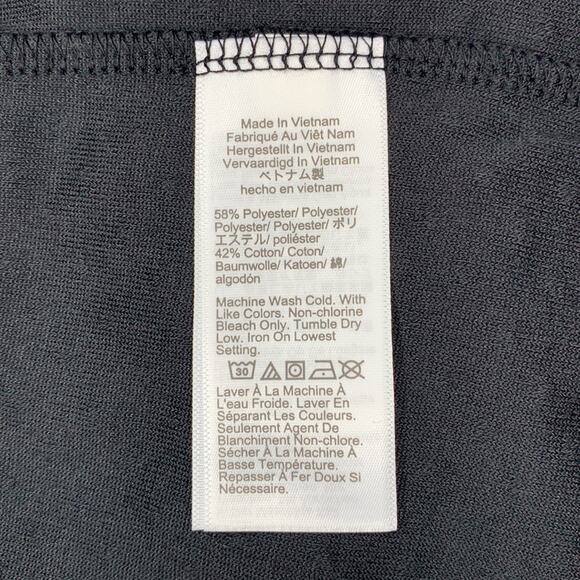 Made In Vietnam
Fabriqué Au Viêt Nam
Hergestellt In Vietnam
Vervaardigd In Vietnam
ベトナム製
hecho en vietnam
58% Polyester/ Polyester/
Polyester/ Polyester/ ポリ
エステル/ poliéster
42% Cotton/ Coton/
Baumwolle/ Katoen/ 綿/
algodón
Machine Wash Cold. With
Like Colors. Non-chlorine
Bleach Only. Tumble Dry
Low. Iron On Lowest
Setting.
30
Laver À La Machine À
L'eau Froide. Laver En
Séparant Les Couleurs.
Seulement Agent De
Blanchiment Non-chlore.
Sécher À La Machine À
Basse Température.
Repasser À Fer Doux Si
Nécessaire.